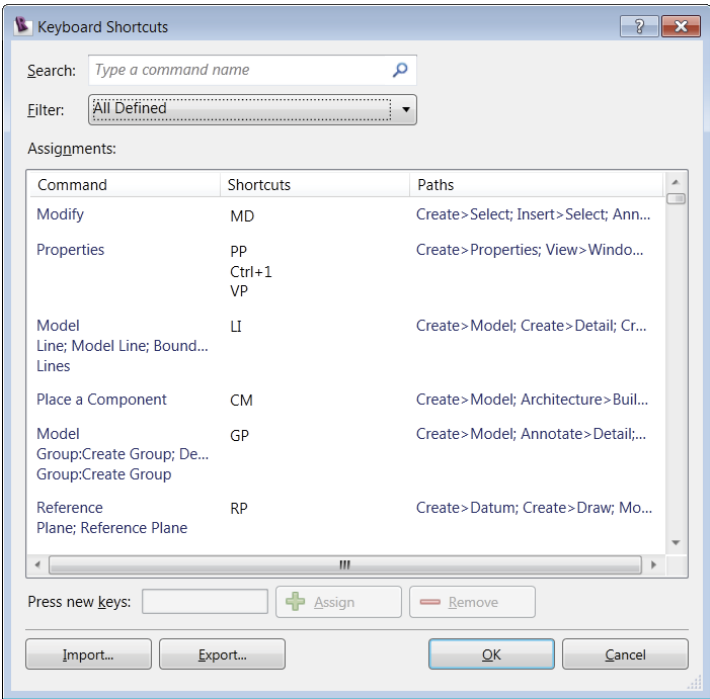 Keyboard Shortcuts
?
Search: Type a command name
Filter: All Defined
Assignments:
Command Shortcuts Paths
Modify MD Create>Select; Insert>Select; Ann...
Properties PP Create>Properties; View>Windo...
Ctrl+1
VP
Model LI Create>Model; Create>Detail; Cr...
Line; Model Line; Bound...
Lines
Place a Component CM Create>Model; Architecture>Buil...
Model GP Create>Model; Annotate>Detail;...
Group:Create Group; De...
Group:Create Group
Reference RP Create>Datum; Create>Draw; Mo...
Plane; Reference Plane
Press new keys: Assign Remove
Import... Export... OK Cancel